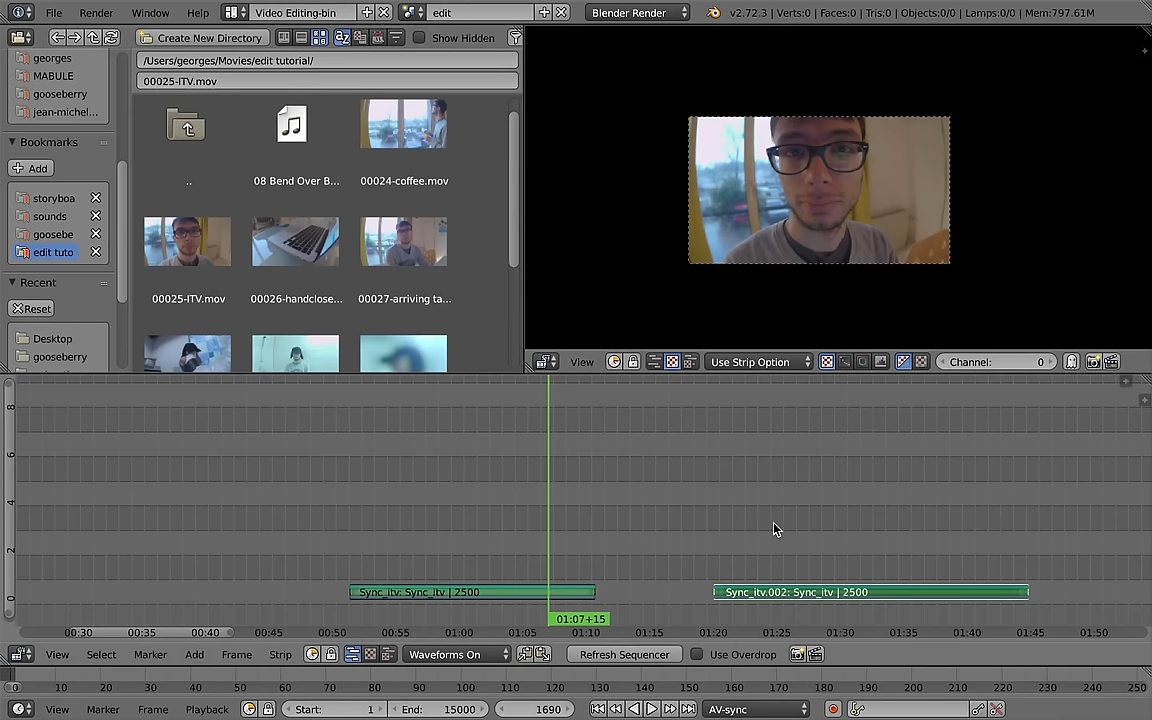 File Render Window Help Video Editing-bin edit Blender Render v2.72.3 | Verts:0 | Faces:0 | Tris:0 | Objects:0/0 | Lamps:0/0 | Mem:797.61M
Create New Directory Show Hidden
georges
MABULE
gooseberry
jean-michel...
Bookmarks
Add
storyboa
sounds
goosebe
edit tuto
Recent
Reset
Desktop
gooseberry
/Users/georges/Movies/edit tutorial/
00025-ITV.mov
.. 08 Bend Over B... 00024-coffee.mov
00025-ITV.mov 00026-handclose... 00027-arriving ta...
View Use Strip Option Channel: 0
8
6
4
2
0
Sync_itv: Sync_itv | 2500 Sync_itv.002: Sync_itv | 2500
01:07+15
00:30 00:35 00:40 00:45 00:50 00:55 01:00 01:05 01:10 01:15 01:20 01:25 01:30 01:35 01:40 01:45 01:50
View Select Marker Add Frame Strip Waveforms On Refresh Sequencer Use Overdrop
0 10 20 30 40 50 60 70 80 90 100 110 120 130 140 150 160 170 180 190 200 210 220 230 240 250
View Marker Frame Playback Start: 1 End: 15000 1690 AV-sync